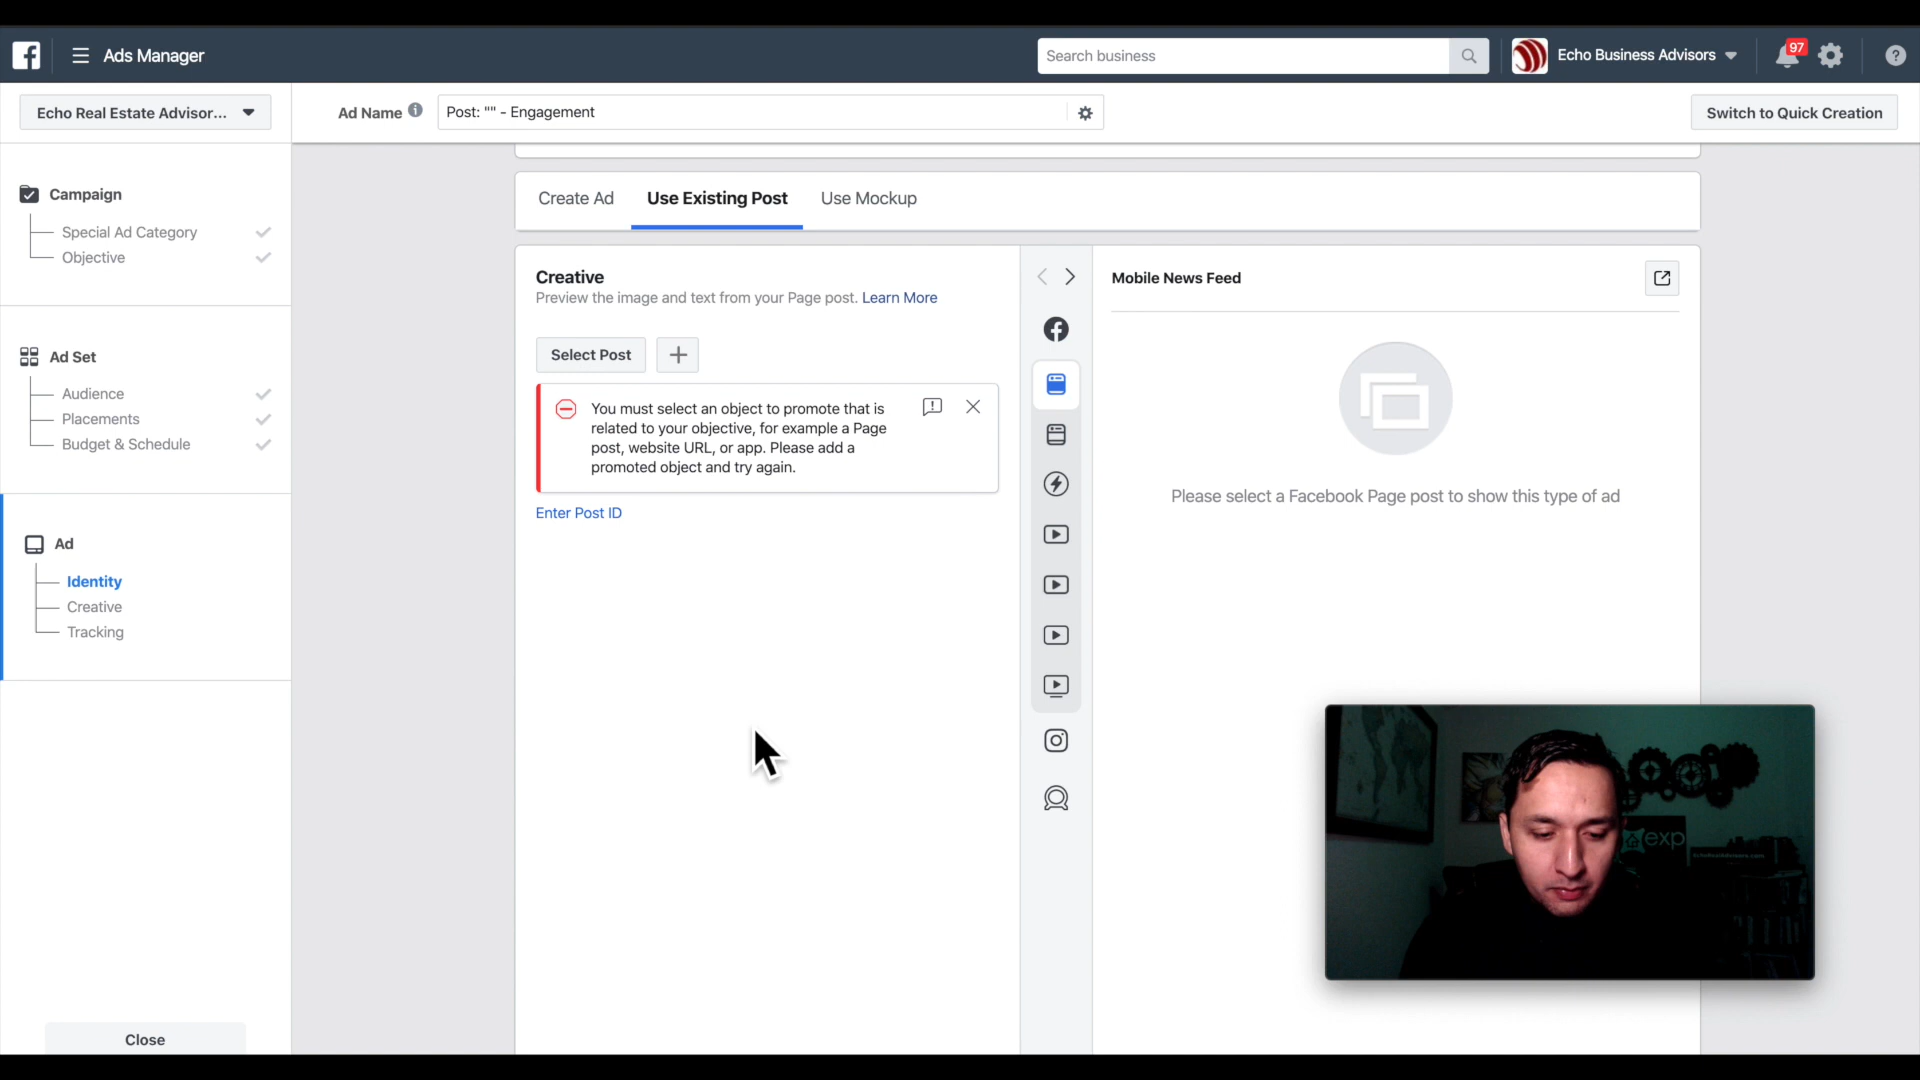 Ads Manager
Search business
Echo Business Advisors
97
Echo Real Estate Advisor...
Ad Name
Post: "" - Engagement
Switch to Quick Creation
Campaign
Special Ad Category
Objective
Ad Set
Audience
Placements
Budget & Schedule
Ad
Identity
Creative
Tracking
Close
Create Ad
Use Existing Post
Use Mockup
Creative
Preview the image and text from your Page post. Learn More
Select Post
You must select an object to promote that is
related to your objective, for example a Page
post, website URL, or app. Please add a
promoted object and try again.
Enter Post ID
Mobile News Feed
Please select a Facebook Page post to show this type of ad
exp